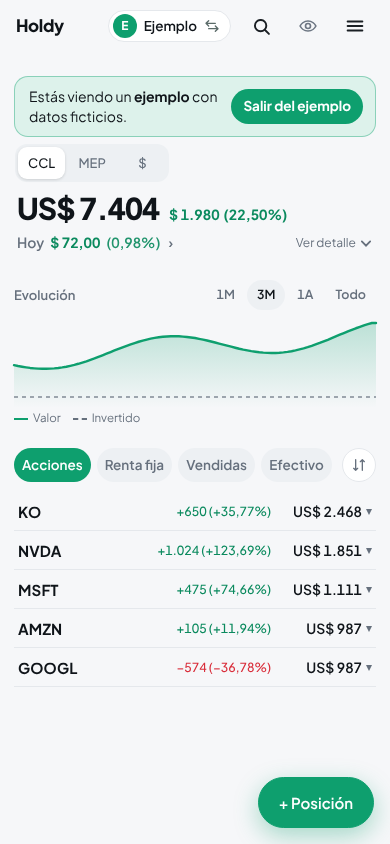 Holdy
E Ejemplo
Estás viendo un ejemplo con
datos ficticios.
Salir del ejemplo
CCL MEP $
US$ 7.404 $ 1.980 (22,50%)
Hoy $ 72,00 (0,98%) ›
Ver detalle
Evolución
1M 3M 1A Todo
Valor Invertido
Acciones Renta fija Vendidas Efectivo
KO +650 (+35,77%) US$ 2.468
NVDA +1.024 (+123,69%) US$ 1.851
MSFT +475 (+74,66%) US$ 1.111
AMZN +105 (+11,94%) US$ 987
GOOGL −574 (−36,78%) US$ 987
+ Posición